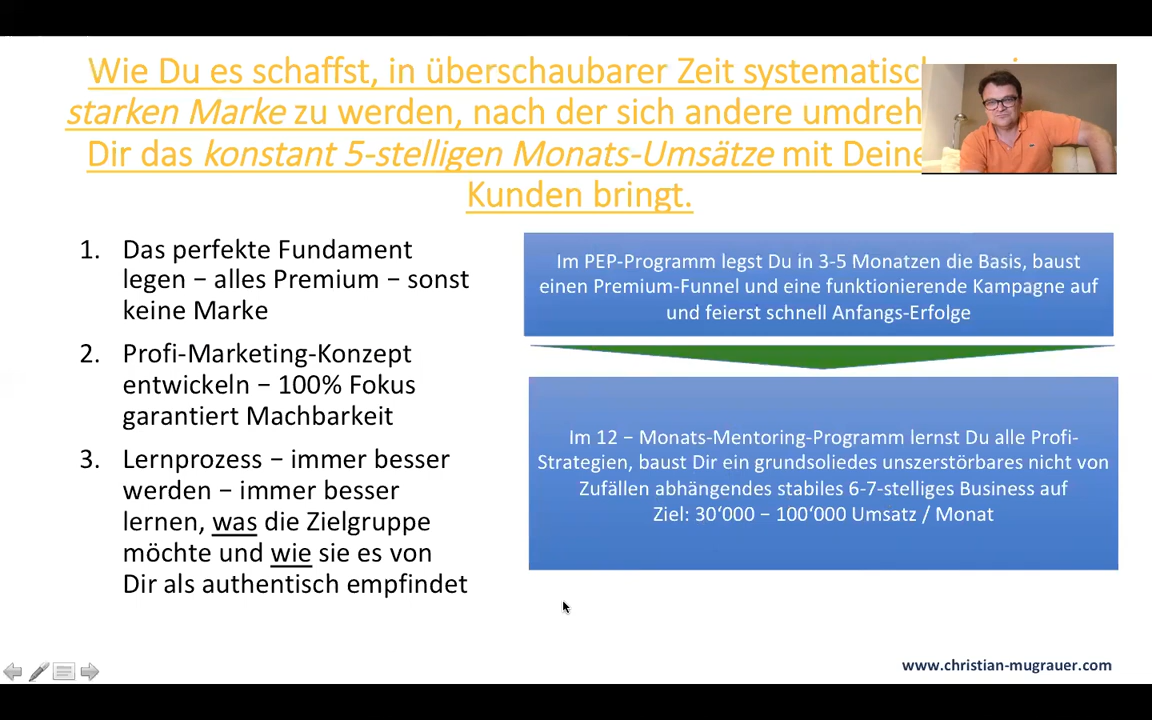 Wie Du es schaffst, in überschaubarer Zeit systematisch
starken Marke zu werden, nach der sich andere umdreh
Dir das konstant 5-stelligen Monats-Umsätze mit Deine
Kunden bringt.
1. Das perfekte Fundament
legen – alles Premium – sonst
keine Marke
2. Profi-Marketing-Konzept
entwickeln – 100% Fokus
garantiert Machbarkeit
3. Lernprozess – immer besser
werden – immer besser
lernen, was die Zielgruppe
möchte und wie sie es von
Dir als authentisch empfindet
Im PEP-Programm legst Du in 3-5 Monatzen die Basis, baust
einen Premium-Funnel und eine funktionierende Kampagne auf
und feierst schnell Anfangs-Erfolge
Im 12 – Monats-Mentoring-Programm lernst Du alle Profi-
Strategien, baust Dir ein grundsoliedes unszerstörbares nicht von
Zufällen abhängendes stabiles 6-7-stelliges Business auf
Ziel: 30‘000 – 100‘000 Umsatz / Monat
www.christian-mugrauer.com